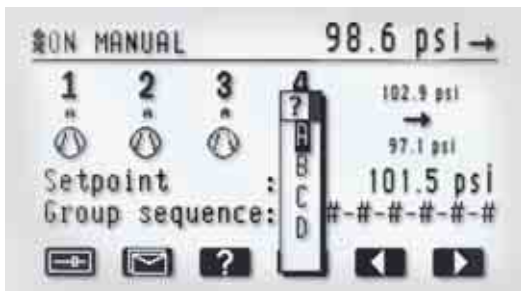 ON MANUAL 98.6 psi→
1 2 3 4
102.9 psi
→
97.1 psi
?
A
B
C
D
Setpoint : 101.5 psi
Group sequence: #-#-#-#-#-#
?